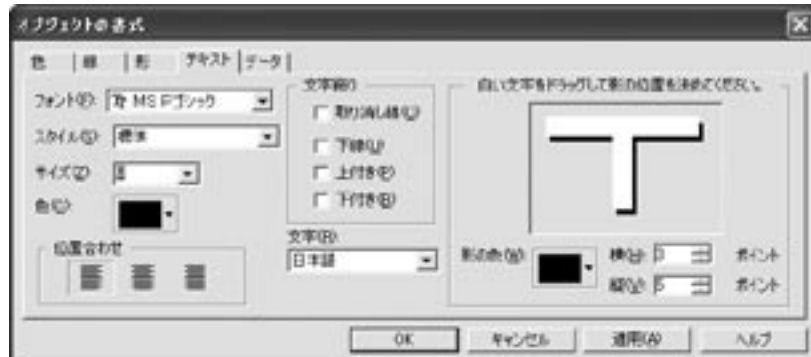 オブジェクトの書式
色 線 影 テキスト データ
フォント(F): MS Pゴシック
スタイル(S): 標準
サイズ(Z)
色(C):
位置合わせ
文字飾り
取り消し線(C)
下線(U)
上付き(P)
下付き(B)
文字(R):
日本語
白い文字をドラッグして影の位置を決めてください。
T
影の色(W):
横(H): ポイント
縦(V): ポイント
OK キャンセル 適用(A) ヘルプ